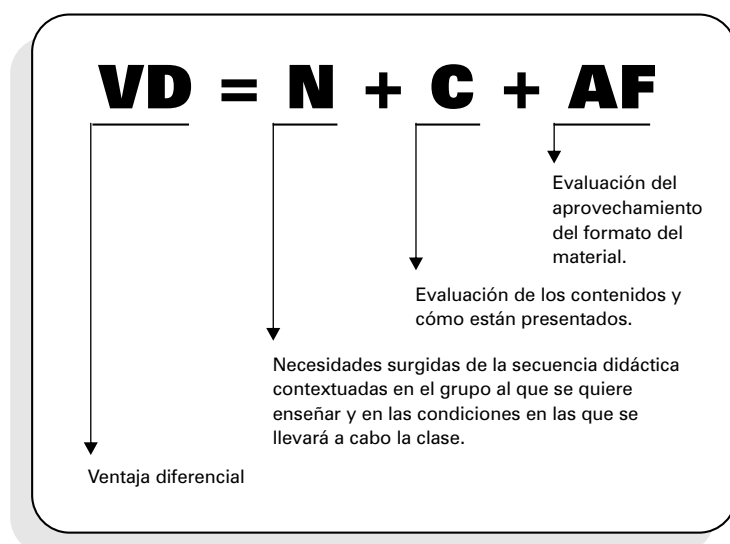 VD = N + C + AF
Evaluación del
aprovechamiento
del formato del
material.
Evaluación de los contenidos y
cómo están presentados.
Necesidades surgidas de la secuencia didáctica
contextuadas en el grupo al que se quiere
enseñar y en las condiciones en las que se
llevará a cabo la clase.
Ventaja diferencial